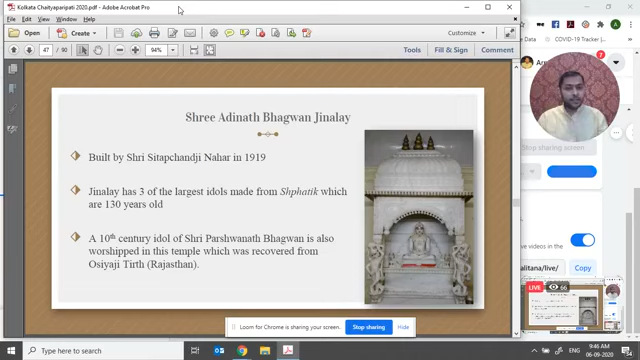 Kolkata Chaityaparipati 2020.pdf - Adobe Acrobat Pro
File Edit View Window Help
Open Create Customize
47 / 90 94% Tools Fill & Sign Comment
COVID-19 Tracker
7
Shree Adinath Bhagwan Jinalay
Built by Shri Sitapchandji Nahar in 1919
Jinalay has 3 of the largest idols made from Shphatik which
are 130 years old
A 10th century idol of Shri Parshwanath Bhagwan is also
worshipped in this temple which was recovered from
Osiyaji Tirth (Rajasthan).
Stop sharing
videos in the
alitana/live/ Copy
LIVE 66
Loom for Chrome is sharing your screen. Stop sharing Hide
Type here to search
ENG
9:46 AM
06-09-2020